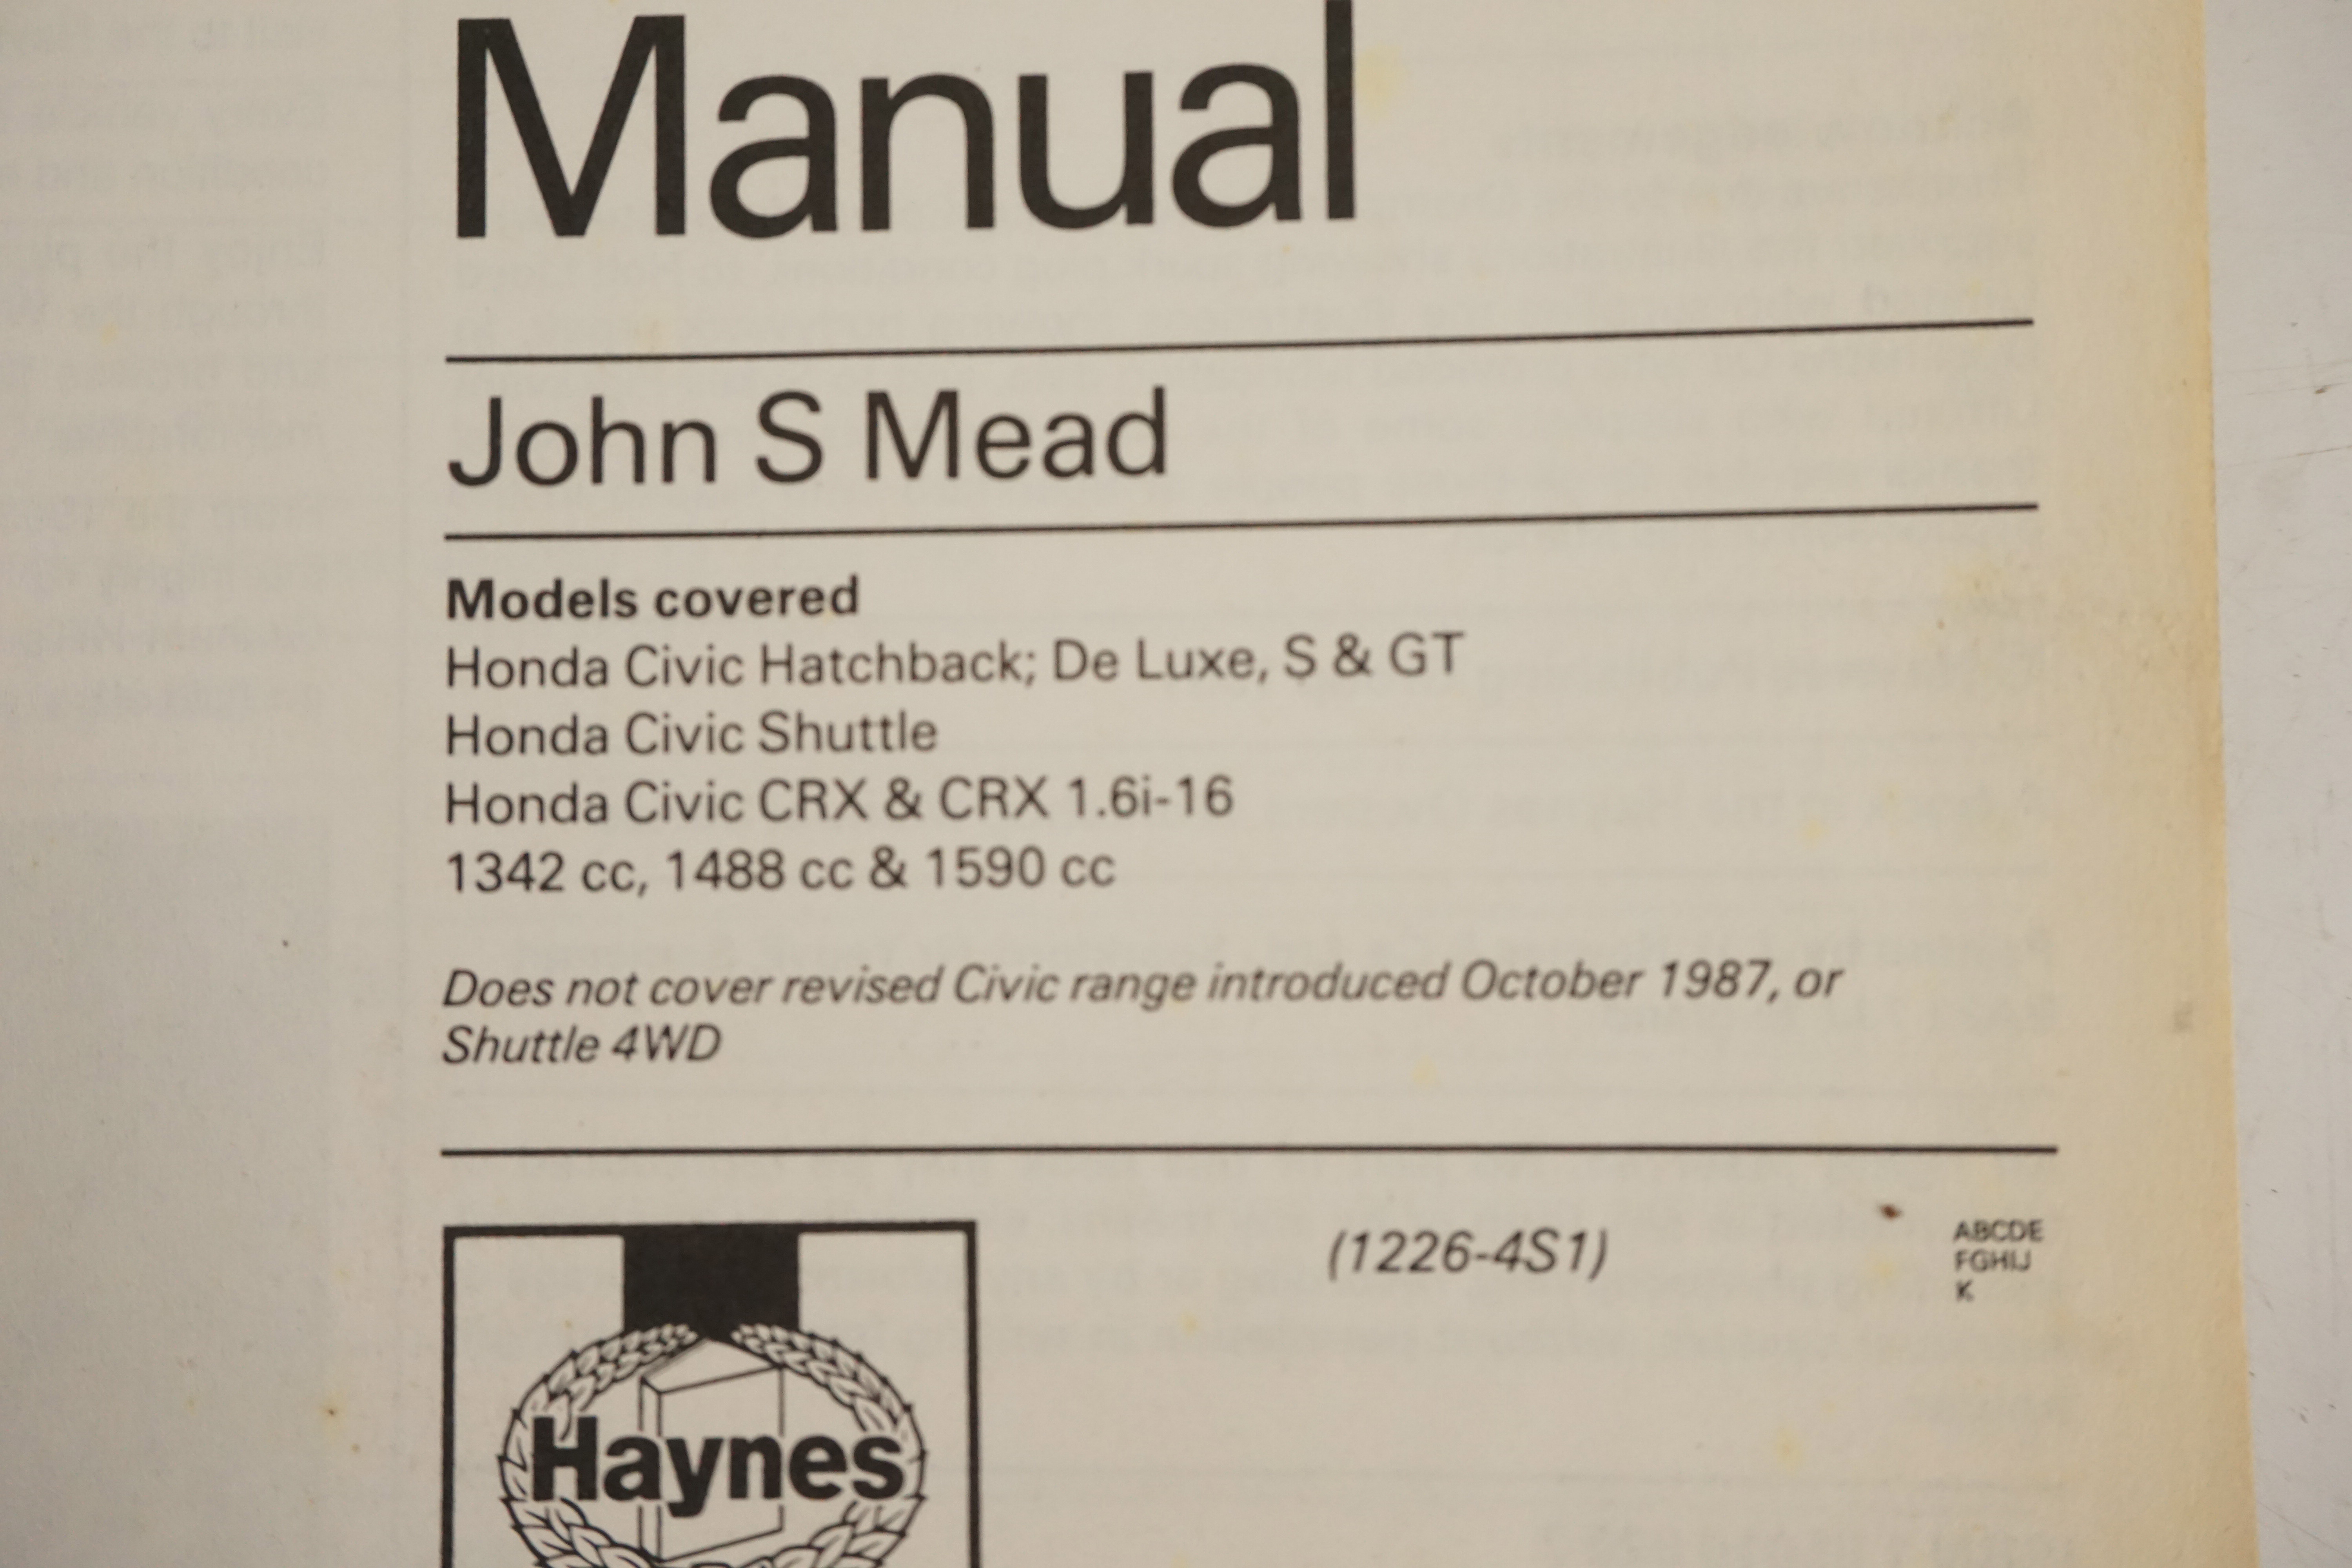 Manual
John S Mead
Models covered
Honda Civic Hatchback; De Luxe, S & GT
Honda Civic Shuttle
Honda Civic CRX & CRX 1.6i-16
1342 cc, 1488 cc & 1590 cc
Does not cover revised Civic range introduced October 1987, or
Shuttle 4WD
(1226-4S1)
ABCDE
FGHIJ
K
Haynes